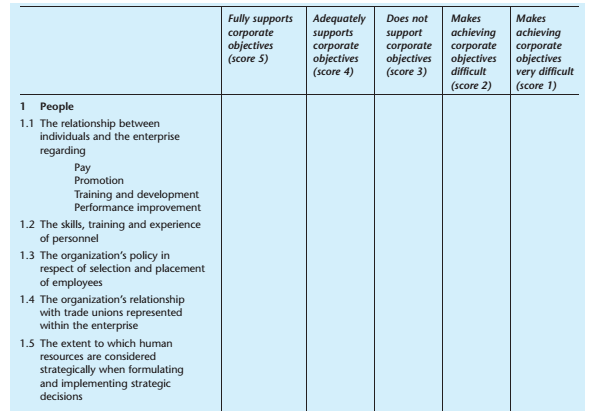 Fully supports corporate objectives (score 5)
Adequately supports corporate objectives (score 4)
Does not support corporate objectives (score 3)
Makes achieving corporate objectives difficult (score 2)
Makes achieving corporate objectives very difficult (score 1)
1 People
1.1 The relationship between
individuals and the enterprise
regarding
Pay
Promotion
Training and development
Performance improvement
1.2 The skills, training and experience
of personnel
1.3 The organization's policy in
respect of selection and placement
of employees
1.4 The organization's relationship
with trade unions represented
within the enterprise
1.5 The extent to which human
resources are considered
strategically when formulating
and implementing strategic
decisions